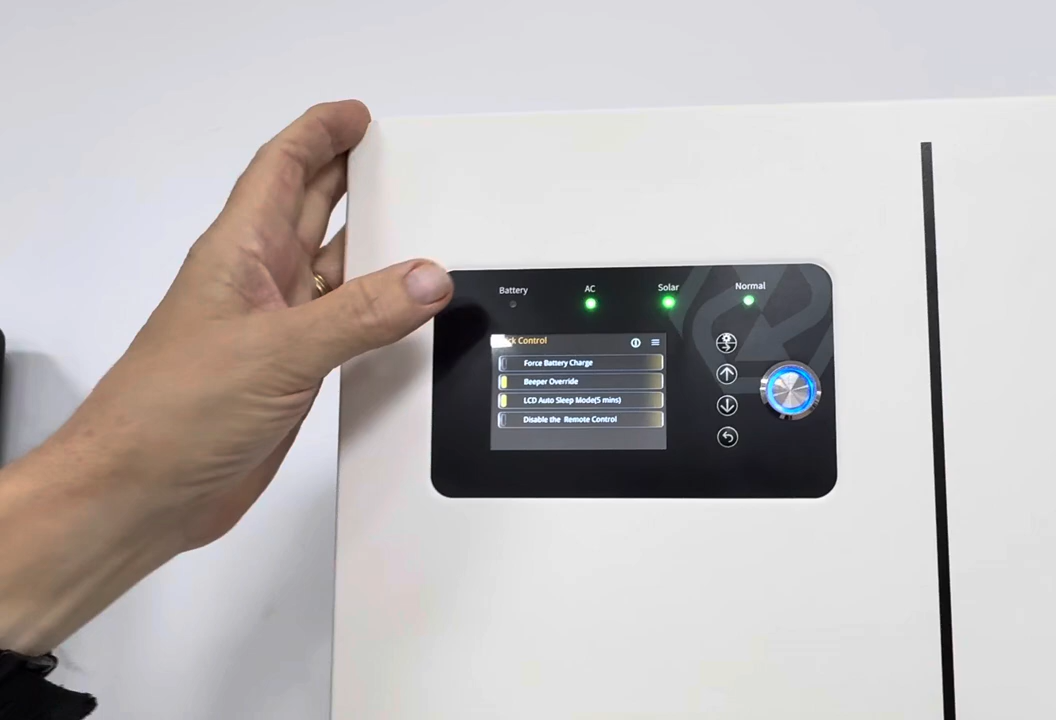 Battery AC Solar Normal
ck Control
Force Battery Charge
Beeper Override
LCD Auto Sleep Mode(5 mins)
Disable the Remote Control